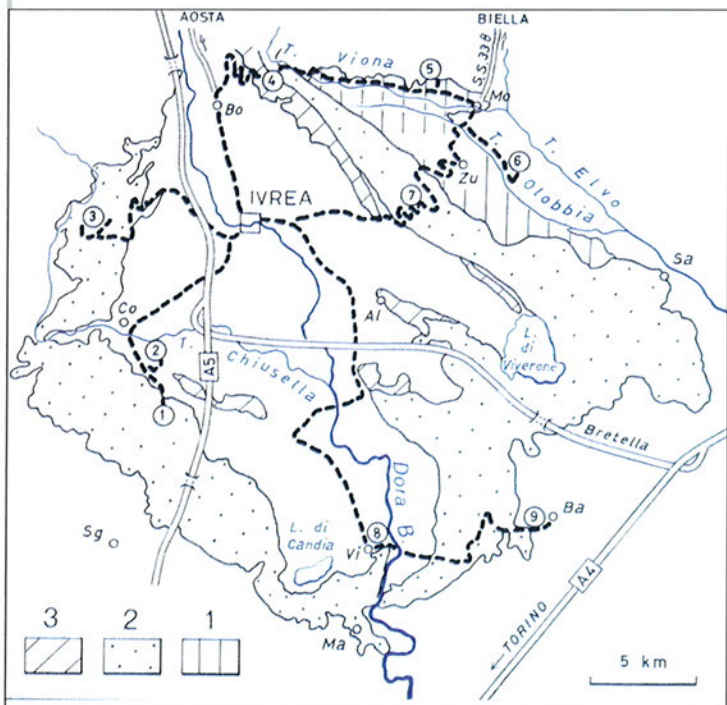 AOSTA
BIELLA
S.S.338
T. Viona
5
4
Mo
Bo
T. Elvo
6
Zu
T. Olobbia
7
IVREA
3
Sa
Co
Al
L.
di
Viverone
2
T. Chiusella
A5
1
Bretella
Dora B.
Sg
L. di
Candia
8
Vi
9
Ba
A4
TORINO
Ma
3 2 1
5 km